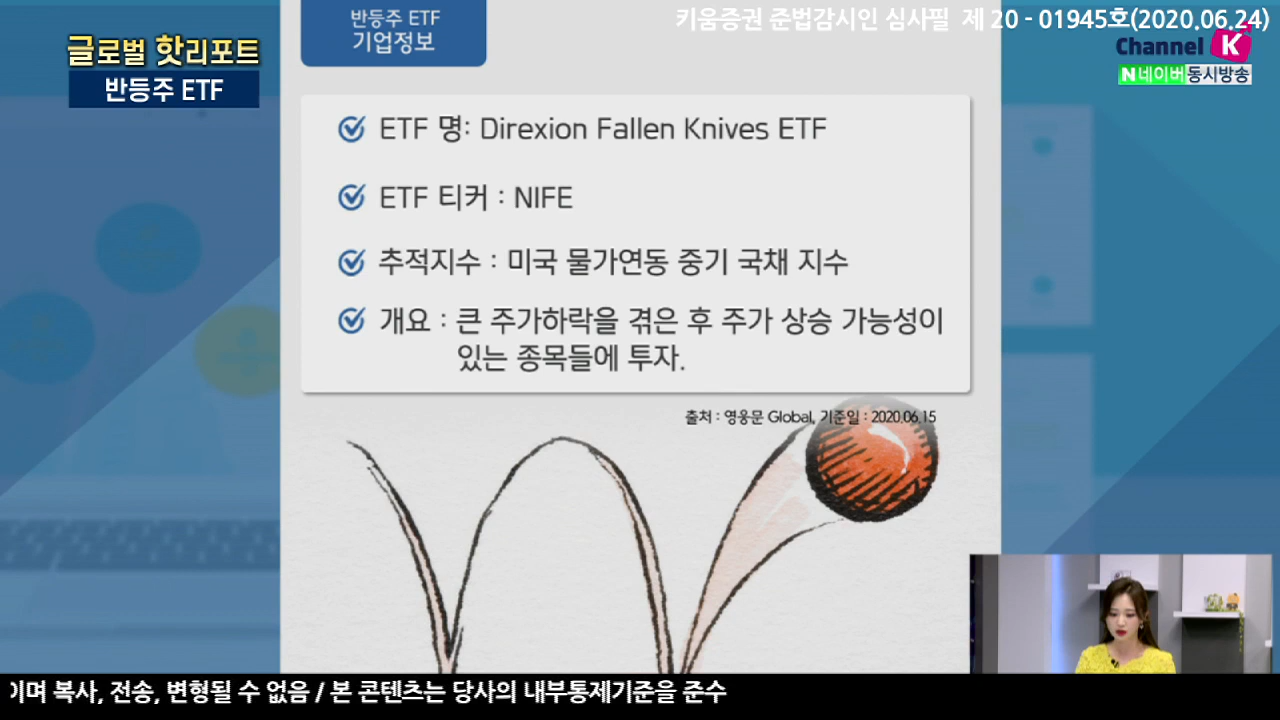 키움증권 준법감시인 심사필 제 20 - 01945호(2020.06.24)
글로벌 핫리포트
반등주 ETF
반등주 ETF
기업정보
Channel K
N 네이버 동시방송
ETF 명: Direxion Fallen Knives ETF
ETF 티커 : NIFE
추적지수 : 미국 물가연동 중기 국채 지수
개요 : 큰 주가하락을 겪은 후 주가 상승 가능성이
있는 종목들에 투자.
출처 : 영웅문 Global, 기준일 : 2020.06.15
이며 복사, 전송, 변형될 수 없음 / 본 콘텐츠는 당사의 내부통제기준을 준수